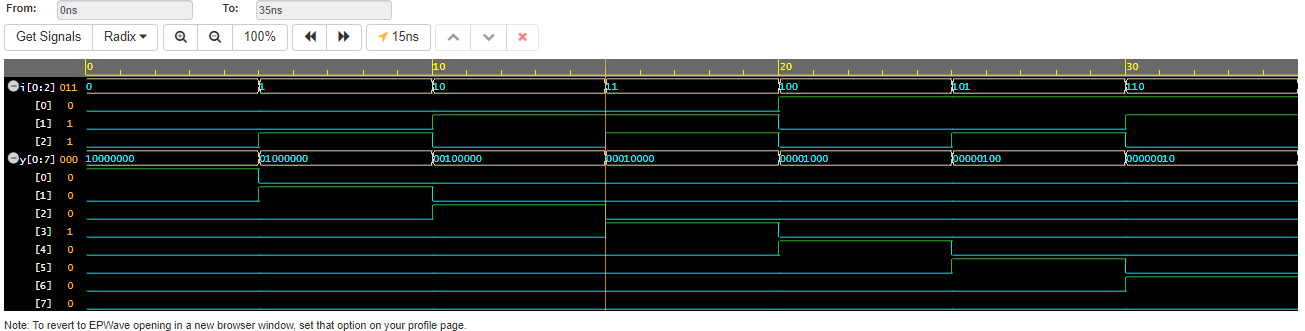 From: 0ns To: 35ns
Get Signals Radix 100% 15ns
0 10 20 30
i[0:2] 011 0 1 10 11 100 101 110
[0] 0
[1] 1
[2] 1
y[0:7] 000 10000000 01000000 00100000 00010000 00001000 00000100 00000010
[0] 0
[1] 0
[2] 0
[3] 1
[4] 0
[5] 0
[6] 0
[7] 0
Note: To revert to EPWave opening in a new browser window, set that option on your profile page.